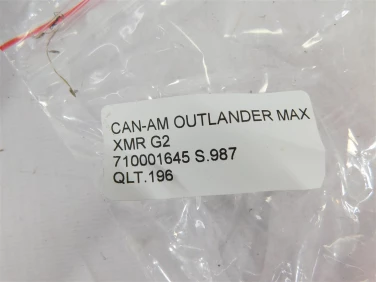 CAN-AM OUTLANDER MAX
XMR G2
710001645 S.987
QLT.196